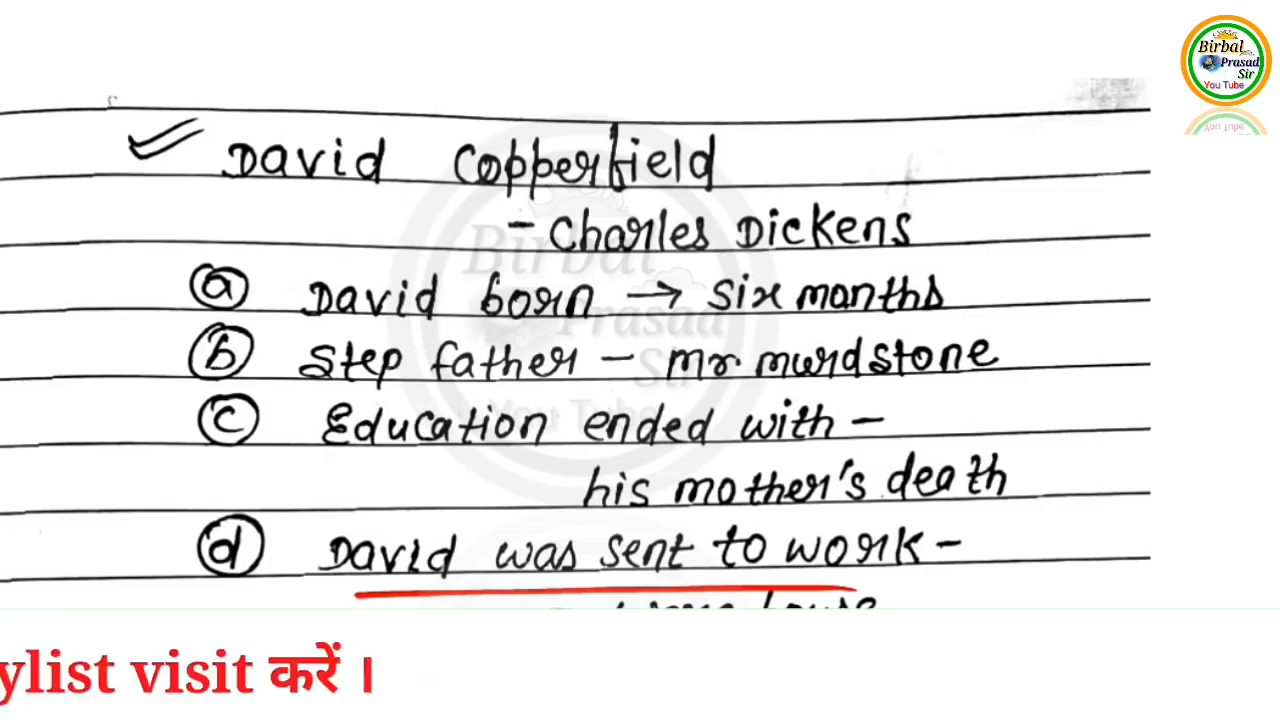 Birbal
Prasad
Sir
You Tube
David Copperfield
- Charles Dickens
(a) David born → six months
(b) Step father - Mr. Murdstone
(c) Education ended with -
his mother's death
(d) David was sent to work -
ylist visit करें ।